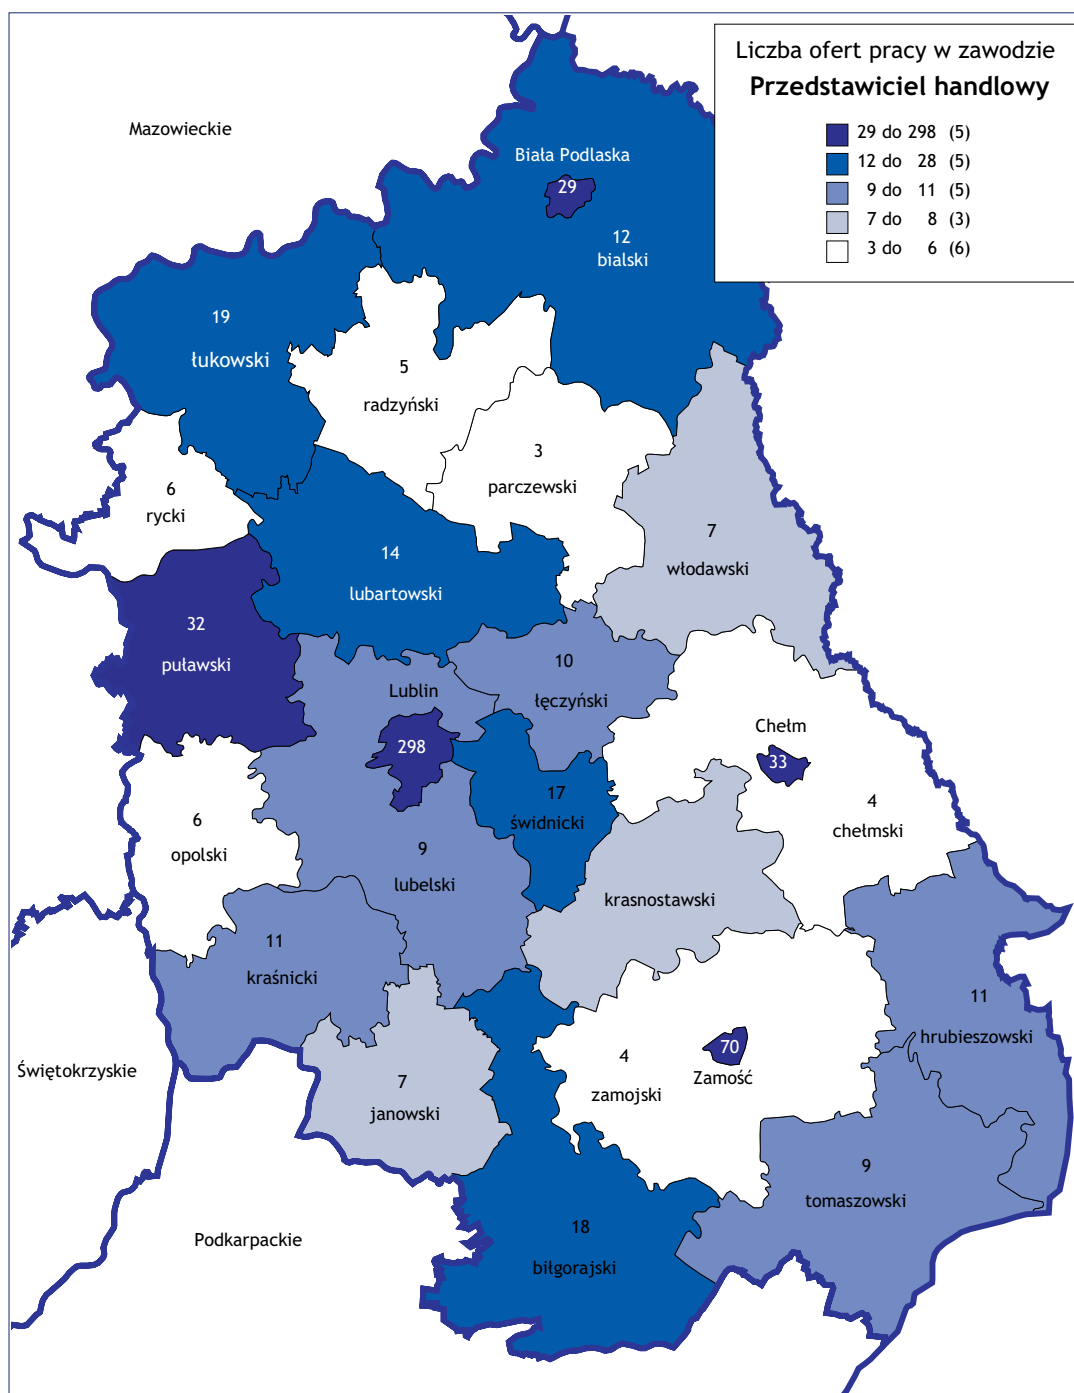 Liczba ofert pracy w zawodzie
Przedstawiciel handlowy
29 do 298 (5)
12 do 28 (5)
9 do 11 (5)
7 do 8 (3)
3 do 6 (6)
Mazowieckie
Biała Podlaska
29
12
bialski
19
łukowski
5
radzyński
3
parczewski
6
rycki
7
włodawski
14
lubartowski
32
puławski
10
łęczyński
Lublin
298
Chełm
33
17
świdnicki
4
chełmski
6
opolski
9
lubelski
krasnostawski
11
kraśnicki
11
hrubieszowski
70
Zamość
4
zamojski
Świętokrzyskie
7
janowski
9
tomaszowski
18
biłgorajski
Podkarpackie